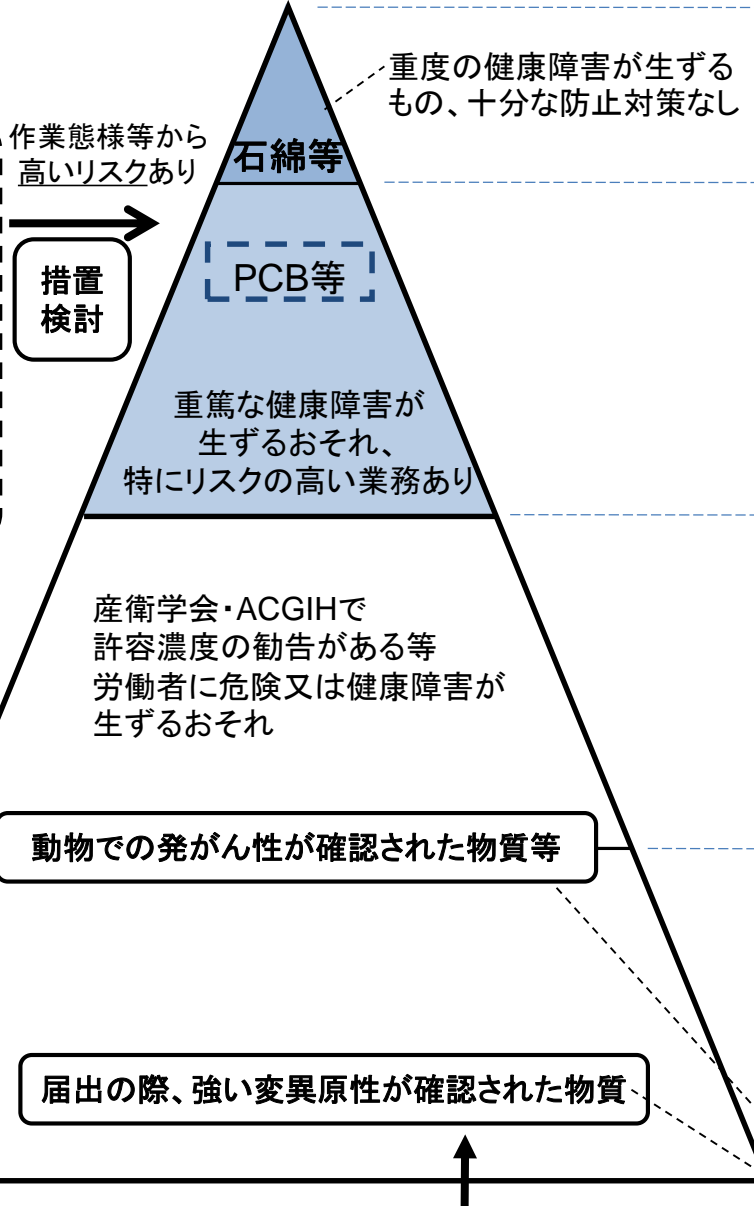 重度の健康障害が生ずる
もの、十分な防止対策なし
作業態様等から
高いリスクあり
石綿等
措置
検討
PCB等
重篤な健康障害が
生ずるおそれ、
特にリスクの高い業務あり
産衛学会・ACGIHで
許容濃度の勧告がある等
労働者に危険又は健康障害が
生ずるおそれ
動物での発がん性が確認された物質等
届出の際、強い変異原性が確認された物質